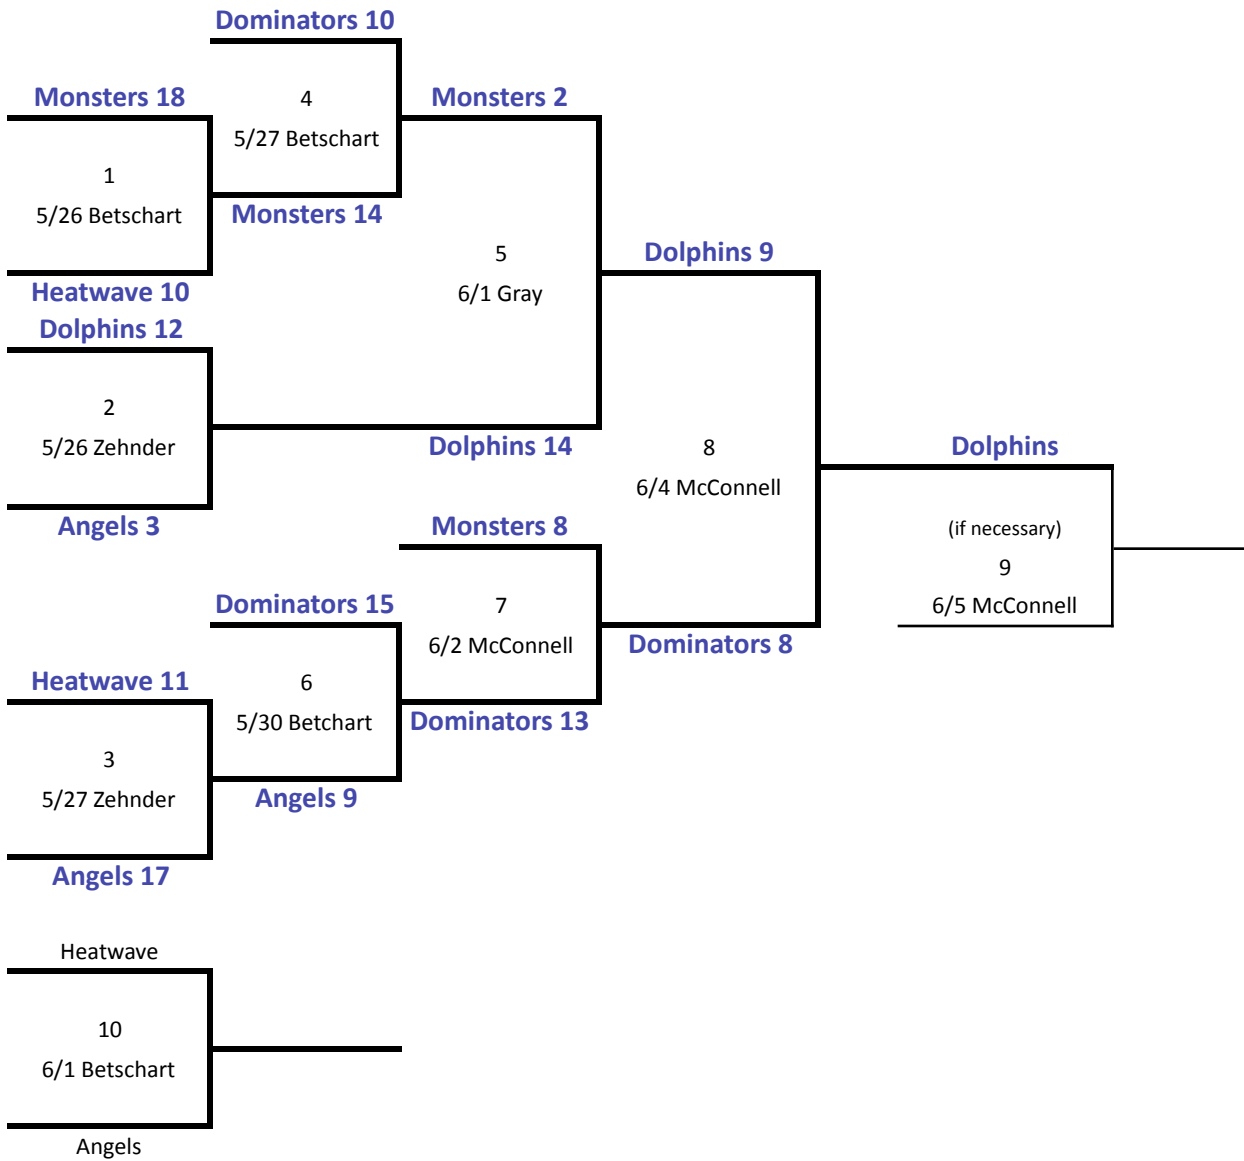 Dominators 10
Monsters 18
4
Monsters 2
5/27 Betschart
1
5/26 Betschart
Monsters 14
5
Dolphins 9
Heatwave 10
6/1 Gray
Dolphins 12
2
5/26 Zehnder
Dolphins 14
8
Dolphins
6/4 McConnell
Angels 3
Monsters 8
(if necessary)
9
Dominators 15
7
6/5 McConnell
6/2 McConnell
Dominators 8
Heatwave 11
6
5/30 Betchart
Dominators 13
3
5/27 Zehnder
Angels 9
Angels 17
Heatwave
10
6/1 Betschart
Angels